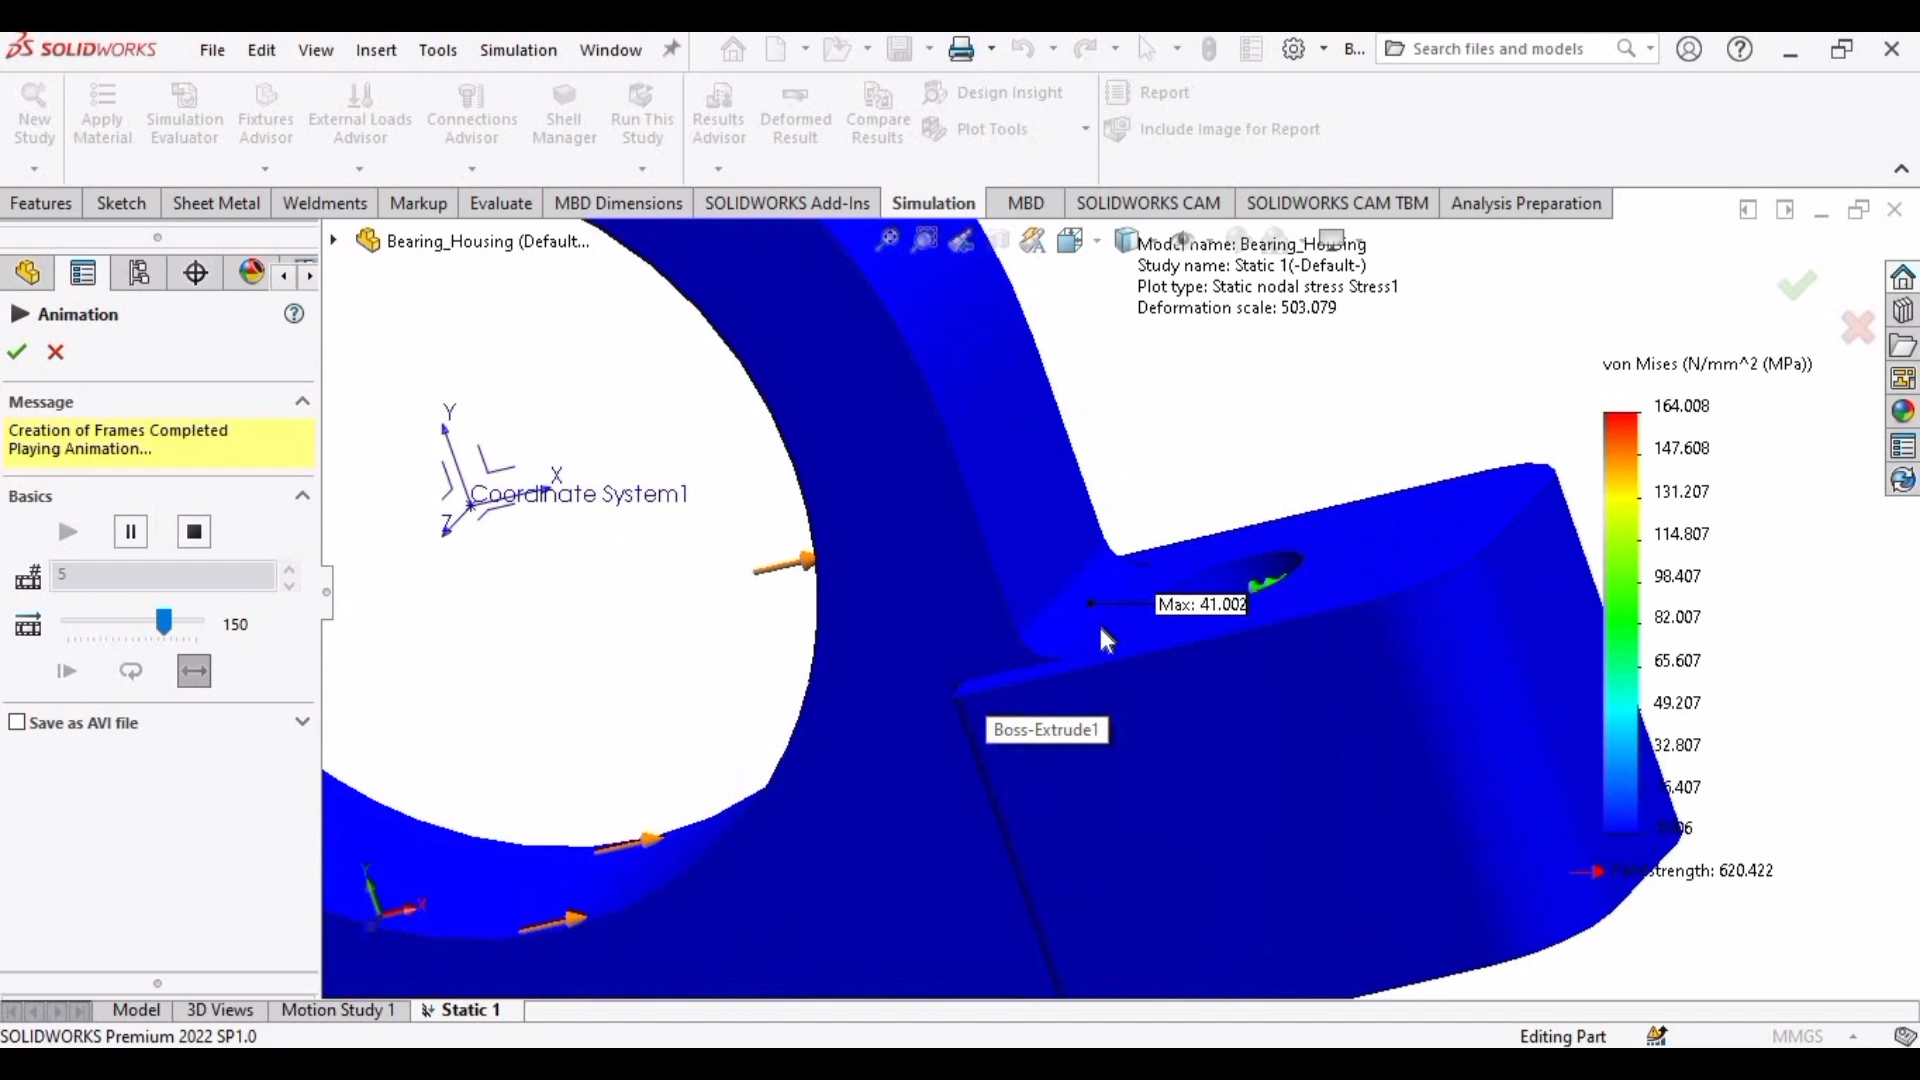 SOLIDWORKS File Edit View Insert Tools Simulation Window B... Search files and models
New Study
Apply Material
Simulation Evaluator
Fixtures Advisor
External Loads Advisor
Connections Advisor
Shell Manager
Run This Study
Results Advisor
Deformed Result
Compare Results
Design Insight
Plot Tools
Report
Include Image for Report
Features Sketch Sheet Metal Weldments Markup Evaluate MBD Dimensions SOLIDWORKS Add-Ins Simulation MBD SOLIDWORKS CAM SOLIDWORKS CAM TBM Analysis Preparation
Bearing_Housing (Default...
Model name: Bearing_Housing
Study name: Static 1(-Default-)
Plot type: Static nodal stress Stress1
Deformation scale: 503.079
Animation
Message
Creation of Frames Completed
Playing Animation...
Basics
5
150
Save as AVI file
Y
X
Coordinate System1
Z
Max: 41.002
Boss-Extrude1
von Mises (N/mm^2 (MPa))
164.008
147.608
131.207
114.807
98.407
82.007
65.607
49.207
32.807
strength: 620.422
Y
X
Model 3D Views Motion Study 1 Static 1
SOLIDWORKS Premium 2022 SP1.0 Editing Part MMGS